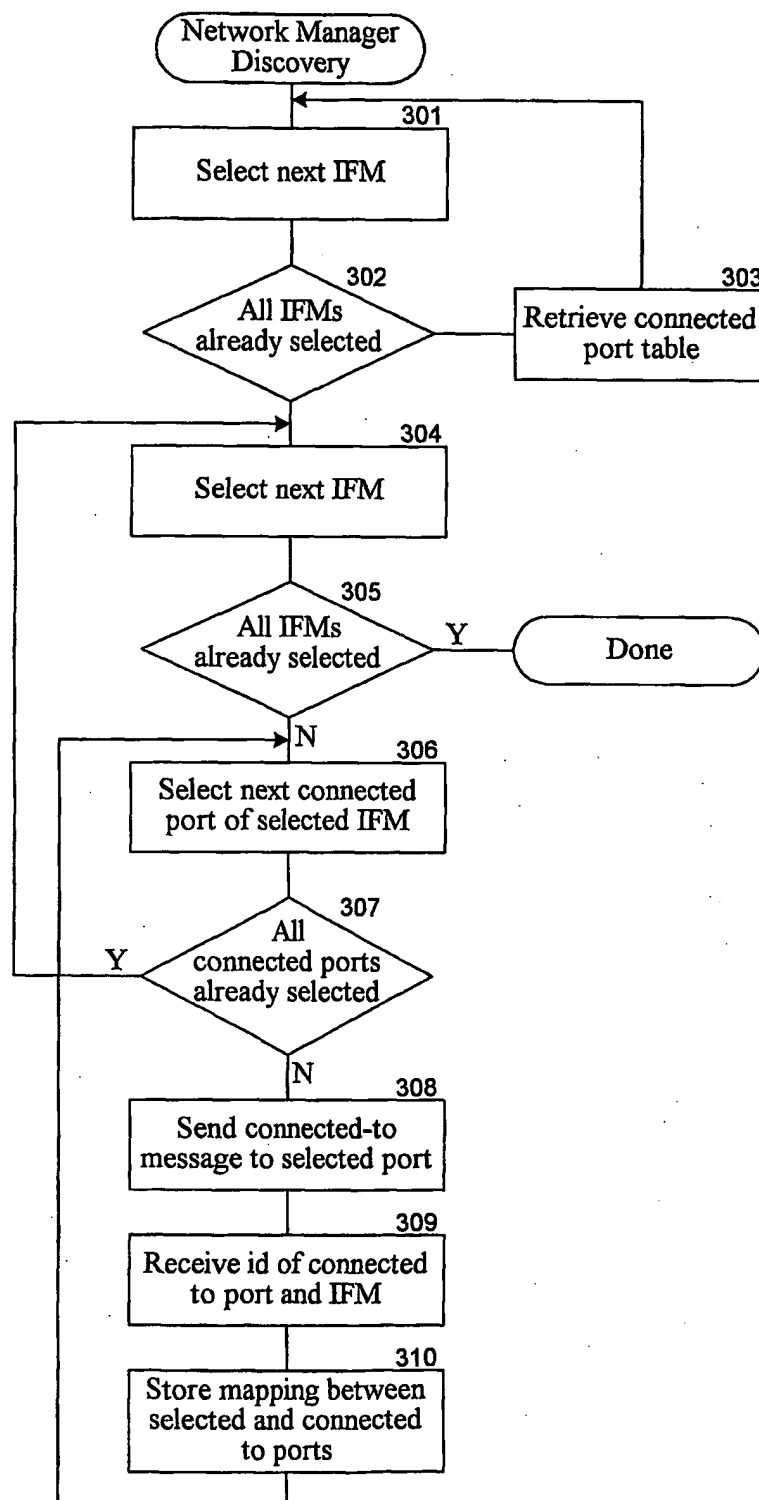 Network Manager
Discovery
301
Select next IFM
302
All IFMs
already selected
303
Retrieve connected
port table
304
Select next IFM
305
All IFMs
already selected
Y
Done
N
306
Select next connected
port of selected IFM
307
All
connected ports
already selected
Y
N
308
Send connected-to
message to selected port
309
Receive id of connected
to port and IFM
310
Store mapping between
selected and connected
to ports